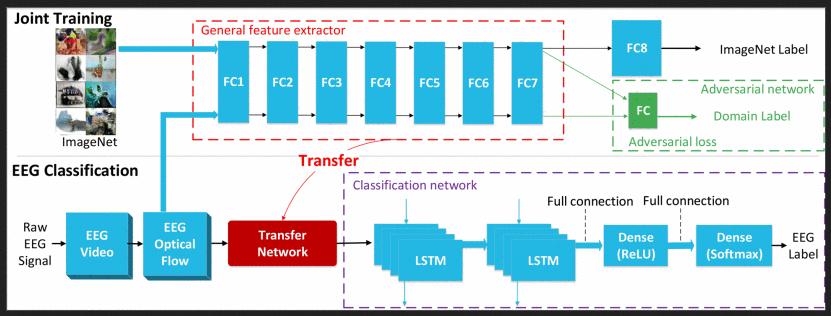 Joint Training
General feature extractor
ImageNet
FC1
FC2
FC3
FC4
FC5
FC6
FC7
FC8
ImageNet Label
Adversarial network
FC
Domain Label
Adversarial loss
Transfer
EEG Classification
Classification network
Raw
EEG
Signal
EEG
Video
EEG
Optical
Flow
Transfer
Network
LSTM
LSTM
Full connection
Full connection
Dense
(ReLU)
Dense
(Softmax)
EEG
Label